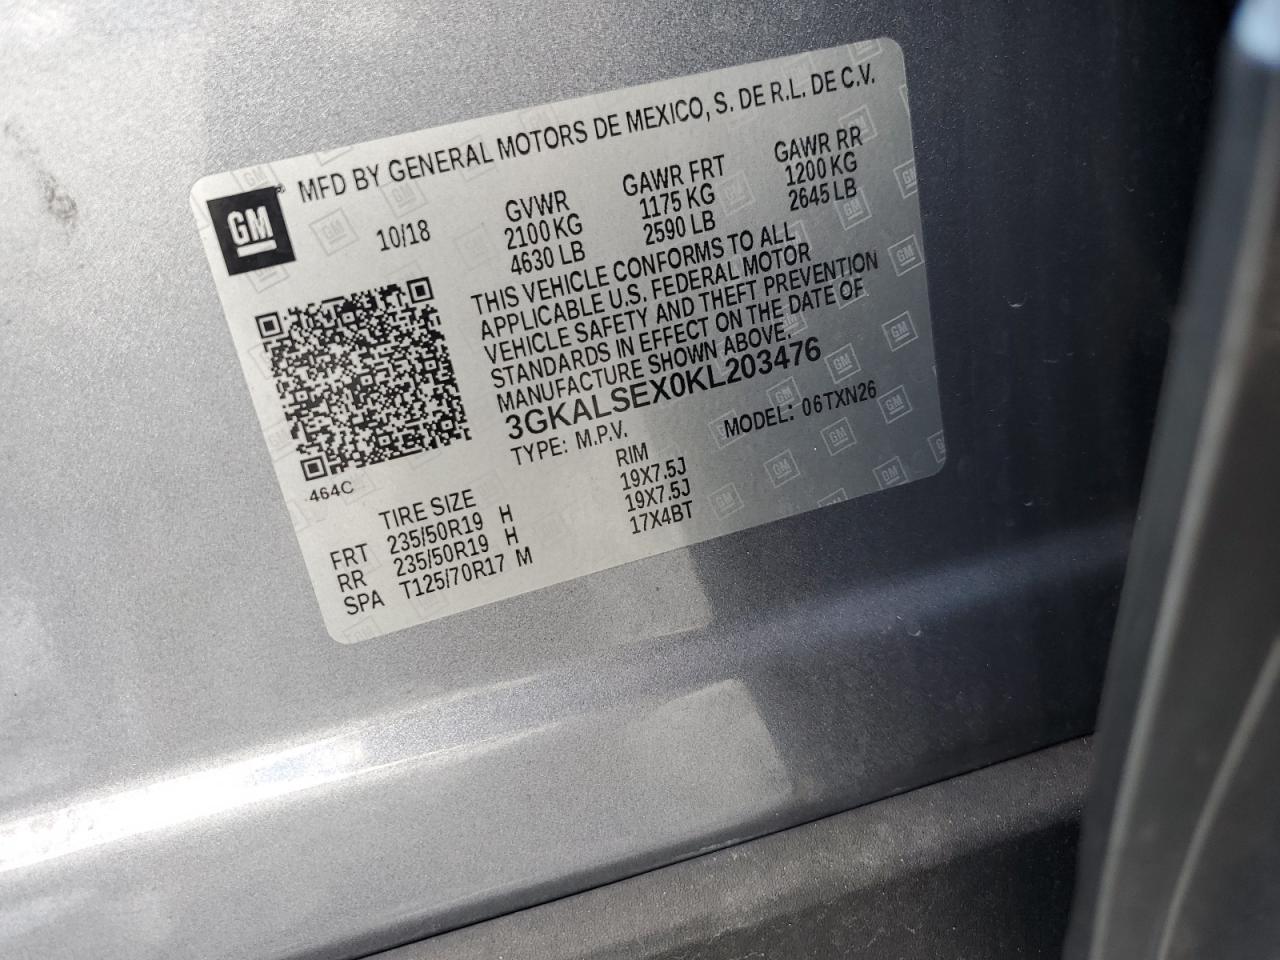 GM
MFD BY GENERAL MOTORS DE MEXICO, S. DE R.L. DE C.V.
10/18
GVWR
2100 KG
4630 LB
GAWR FRT
1175 KG
2590 LB
GAWR RR
1200 KG
2645 LB
THIS VEHICLE CONFORMS TO ALL
APPLICABLE U.S. FEDERAL MOTOR
VEHICLE SAFETY AND THEFT PREVENTION
STANDARDS IN EFFECT ON THE DATE OF
MANUFACTURE SHOWN ABOVE.
3GKALSEX0KL203476
TYPE: M.P.V.
MODEL: 06TXN26
464C
TIRE SIZE RIM
FRT 235/50R19 H 19X7.5J
RR 235/50R19 H 19X7.5J
SPA T125/70R17 M 17X4BT